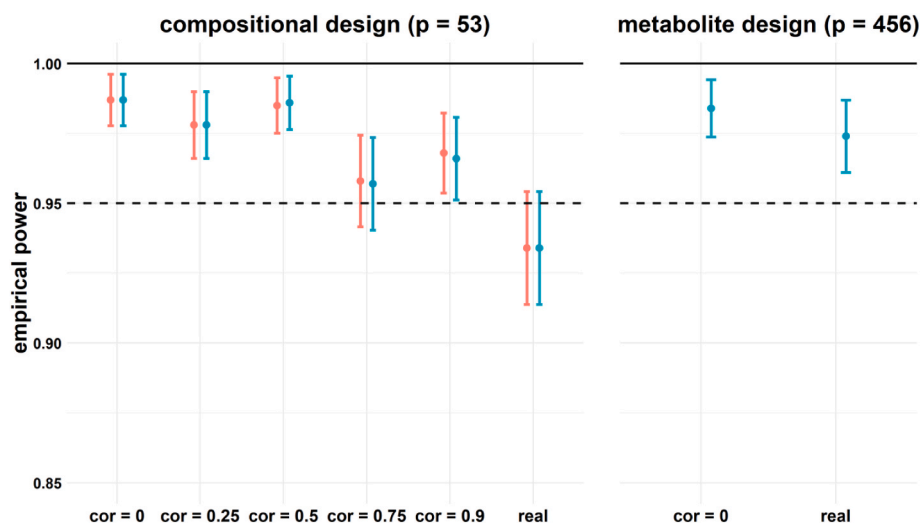 compositional design (p = 53)
metabolite design (p = 456)
empirical power
1.00
0.95
0.90
0.85
cor = 0
cor = 0.25
cor = 0.5
cor = 0.75
cor = 0.9
real
cor = 0
real